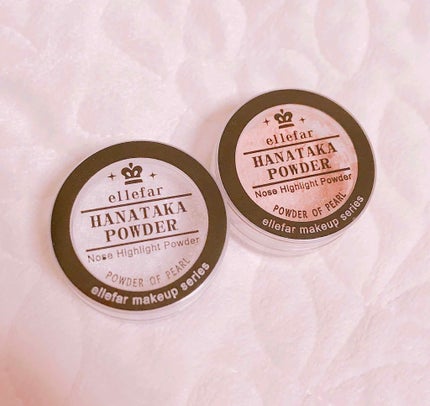 ellefar
HANATAKA
POWDER
Nose Highlight Powder
POWDER OF PEARL
ellefar makeup series
ellefar
HANATAKA
POWDER
Nose Highlight Powder
POWDER OF PEARL
ellefar makeup series